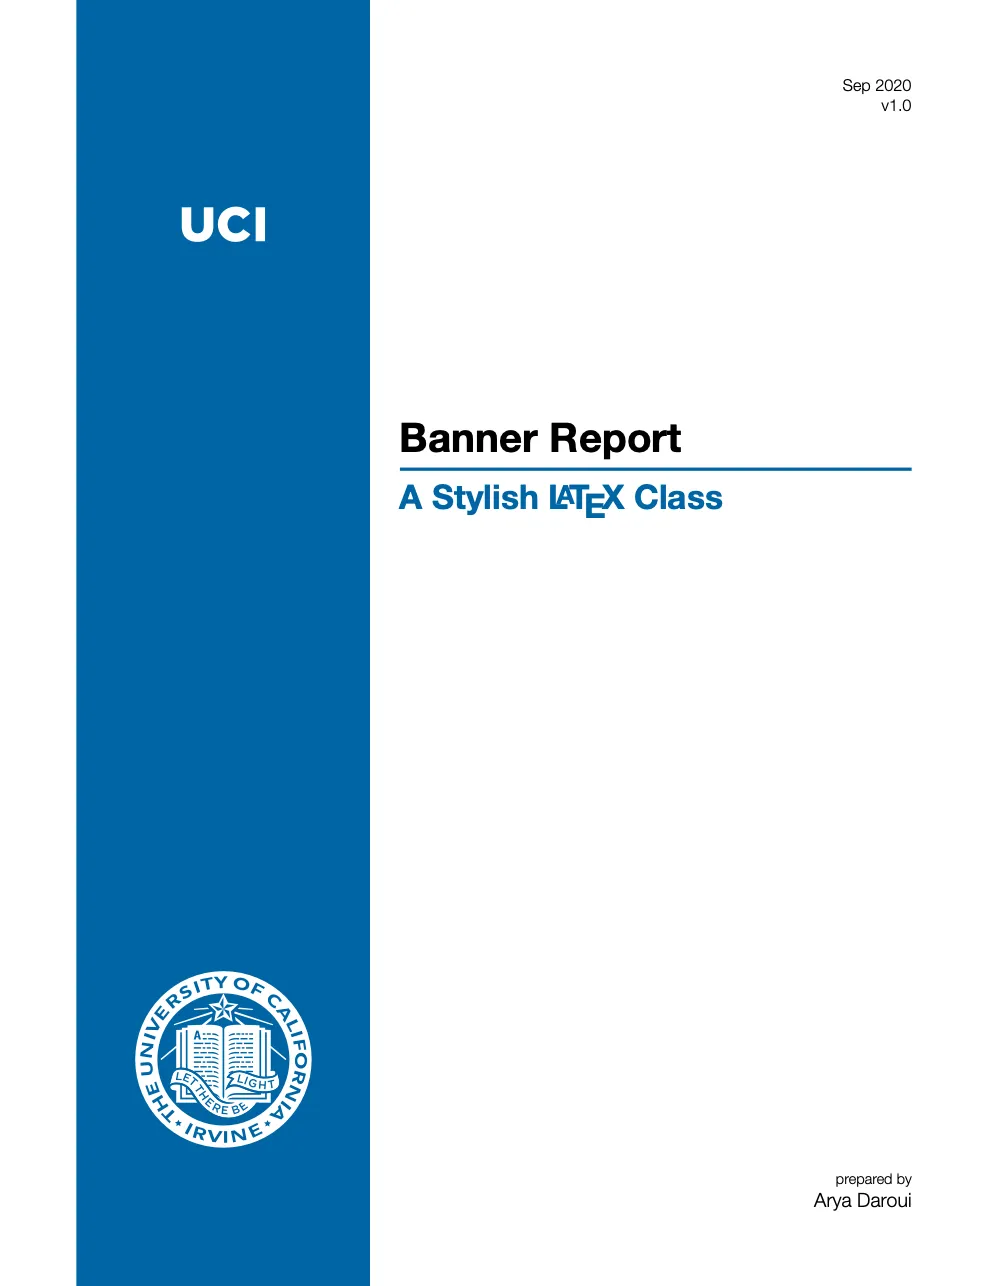 Sep 2020
v1.0
UCI
Banner Report
A Stylish LATEX Class
THE UNIVERSITY OF CALIFORNIA
IRVINE
A
LET THERE BE LIGHT
prepared by
Arya Daroui